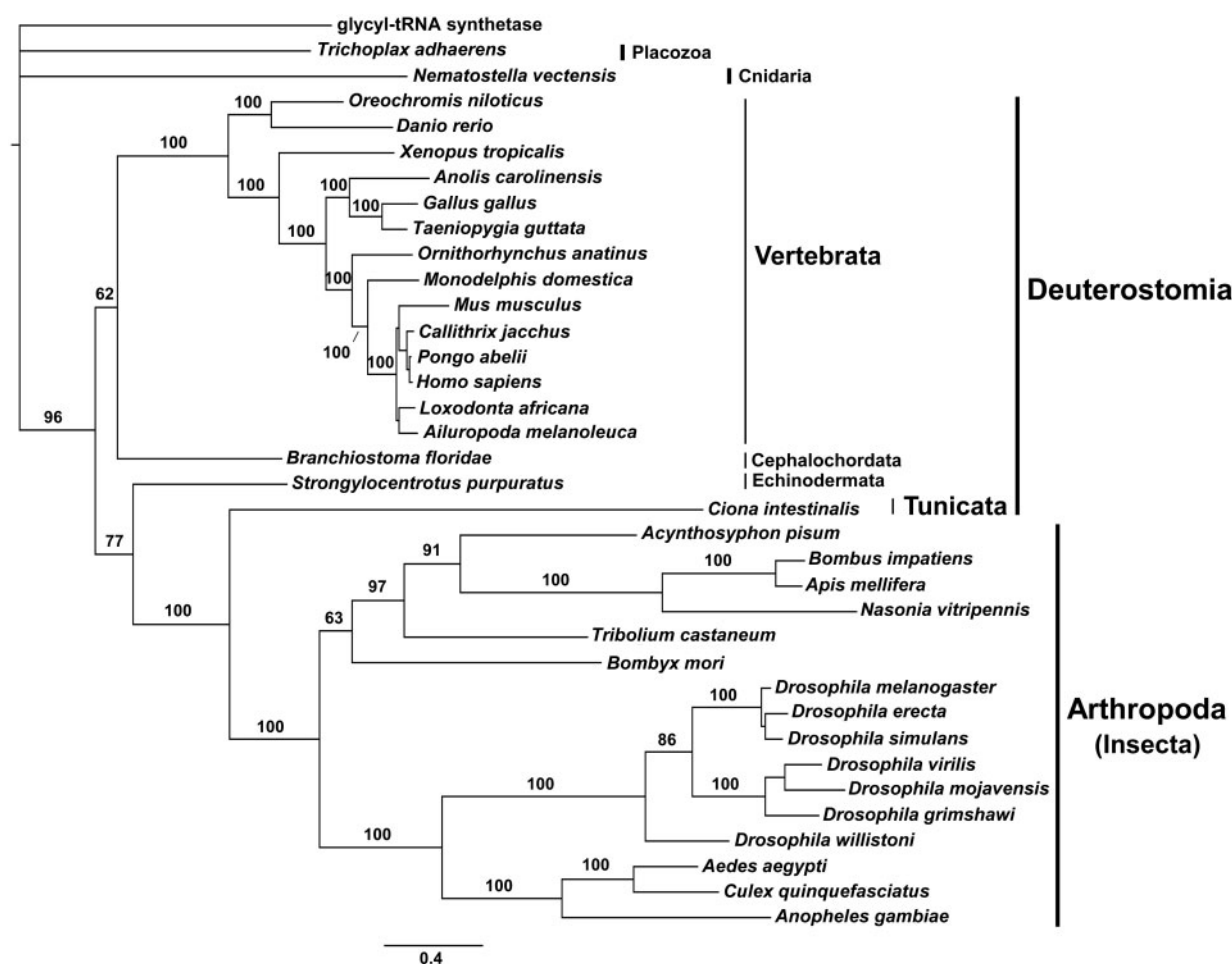 glycyl-tRNA synthetase
Trichoplax adhaerens
Placozoa
Nematostella vectensis
Cnidaria
100
Oreochromis niloticus
Danio rerio
100
Xenopus tropicalis
100
100
Anolis carolinensis
100
Gallus gallus
100
Taeniopygia guttata
Ornithorhynchus anatinus
Vertebrata
100
Monodelphis domestica
Deuterostomia
62
Mus musculus
Callithrix jacchus
100
100
Pongo abelii
Homo sapiens
Loxodonta africana
96
Ailuropoda melanoleuca
Branchiostoma floridae
Cephalochordata
Strongylocentrotus purpuratus
Echinodermata
Ciona intestinalis
Tunicata
77
Acynthosyphon pisum
91
100
Bombus impatiens
100
Apis mellifera
97
Nasonia vitripennis
100
63
Tribolium castaneum
Bombyx mori
100
Drosophila melanogaster
Drosophila erecta
Arthropoda
(Insecta)
100
86
Drosophila simulans
Drosophila virilis
100
Drosophila mojavensis
100
Drosophila grimshawi
100
Drosophila willistoni
100
Aedes aegypti
100
Culex quinquefasciatus
Anopheles gambiae
0.4